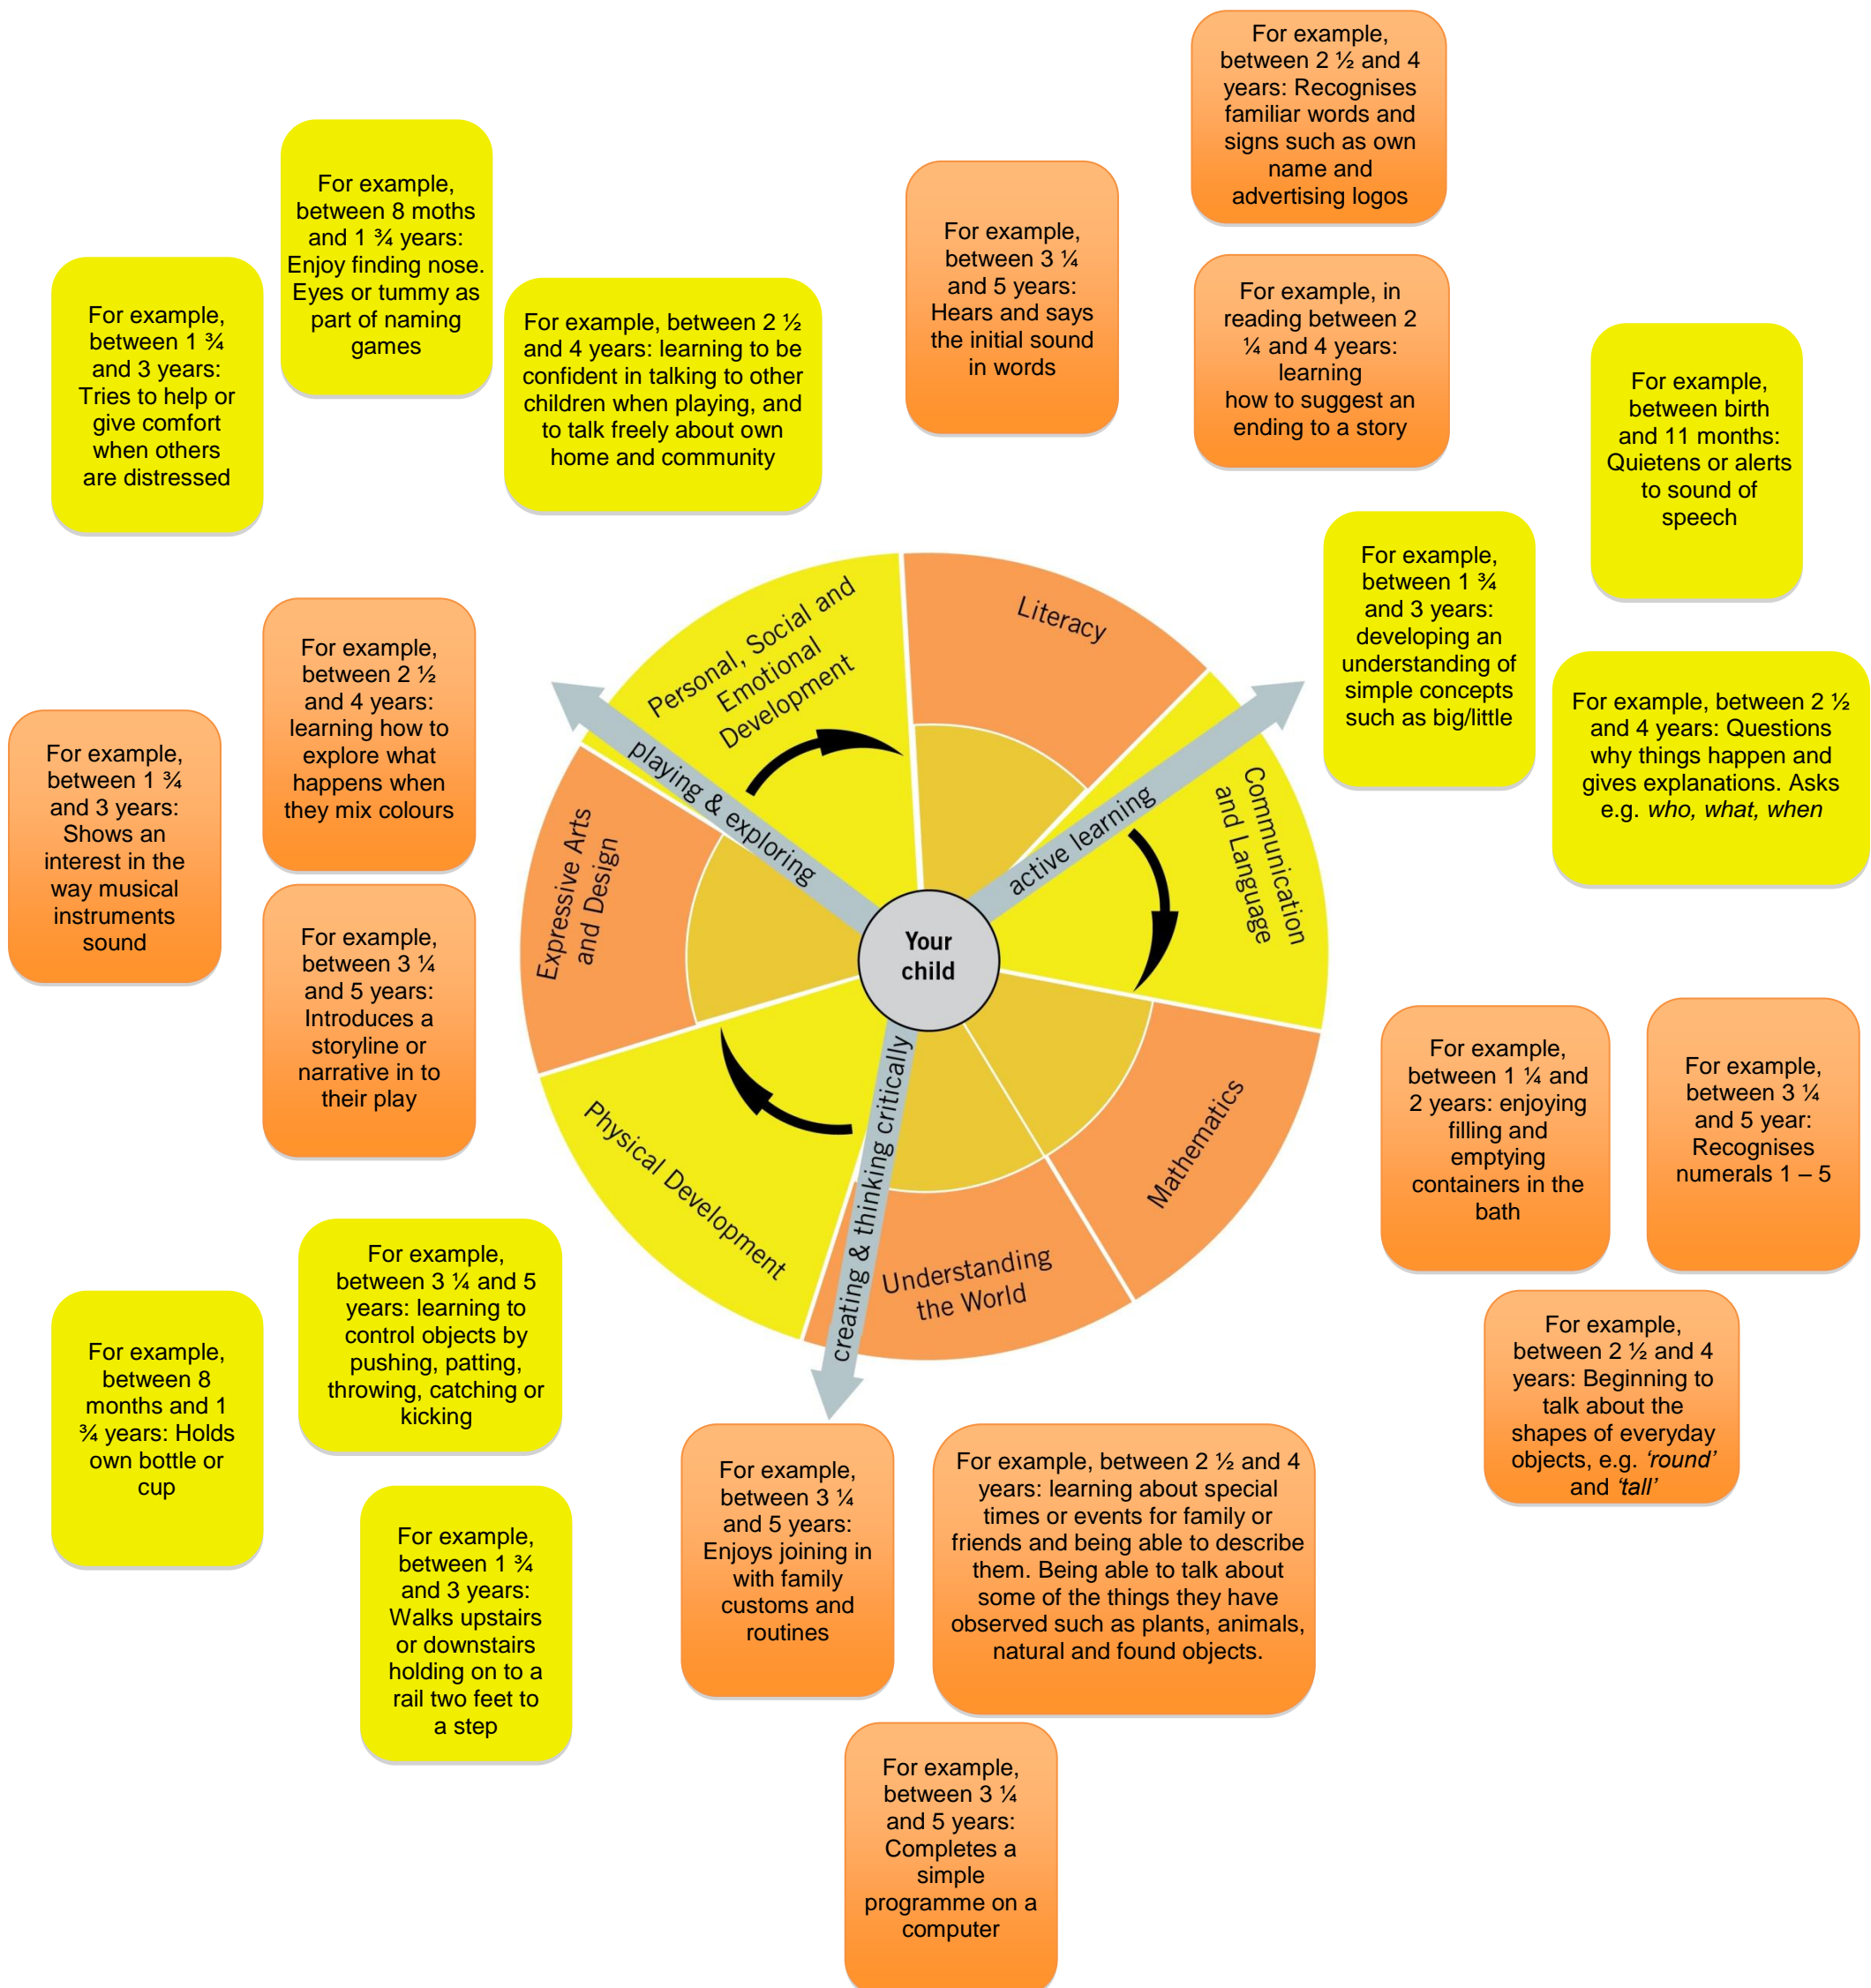 For example,
between 2 ½ and 4
years: Recognises
familiar words and
signs such as own
name and
advertising logos
For example,
between 8 moths
and 1 ¾ years:
Enjoy finding nose.
Eyes or tummy as
part of naming
games
For example,
between 3 ¼
and 5 years:
Hears and says
the initial sound
in words
For example,
between 1 ¾
and 3 years:
Tries to help or
give comfort
when others
are distressed
For example, between 2 ½
and 4 years: learning to be
confident in talking to other
children when playing, and
to talk freely about own
home and community
For example, in
reading between 2
¼ and 4 years:
learning
how to suggest an
ending to a story
For example,
between birth
and 11 months:
Quietens or alerts
to sound of
speech
For example,
between 1 ¾
and 3 years:
developing an
understanding of
simple concepts
such as big/little
For example, between 2 ½
and 4 years: Questions
why things happen and
gives explanations. Asks
e.g. who, what, when
For example,
between 2 ½
and 4 years:
learning how to
explore what
happens when
they mix colours
For example,
between 1 ¾
and 3 years:
Shows an
interest in the
way musical
instruments
sound
For example,
between 3 ¼
and 5 years:
Introduces a
storyline or
narrative in to
their play
Personal, Social and
Emotional
Development
Literacy
Communication
and Language
Mathematics
Understanding
the World
Physical Development
Expressive Arts
and Design
playing & exploring
active learning
creating & thinking critically
Your
child
For example,
between 1 ¼ and
2 years: enjoying
filling and
emptying
containers in the
bath
For example,
between 3 ¼
and 5 year:
Recognises
numerals 1 – 5
For example,
between 2 ½ and 4
years: Beginning to
talk about the
shapes of everyday
objects, e.g. ‘round’
and ‘tall’
For example,
between 3 ¼ and 5
years: learning to
control objects by
pushing, patting,
throwing, catching or
kicking
For example,
between 8
months and 1
¾ years: Holds
own bottle or
cup
For example,
between 1 ¾
and 3 years:
Walks upstairs
or downstairs
holding on to a
rail two feet to
a step
For example,
between 3 ¼
and 5 years:
Enjoys joining in
with family
customs and
routines
For example, between 2 ½ and 4
years: learning about special
times or events for family or
friends and being able to describe
them. Being able to talk about
some of the things they have
observed such as plants, animals,
natural and found objects.
For example,
between 3 ¼
and 5 years:
Completes a
simple
programme on a
computer